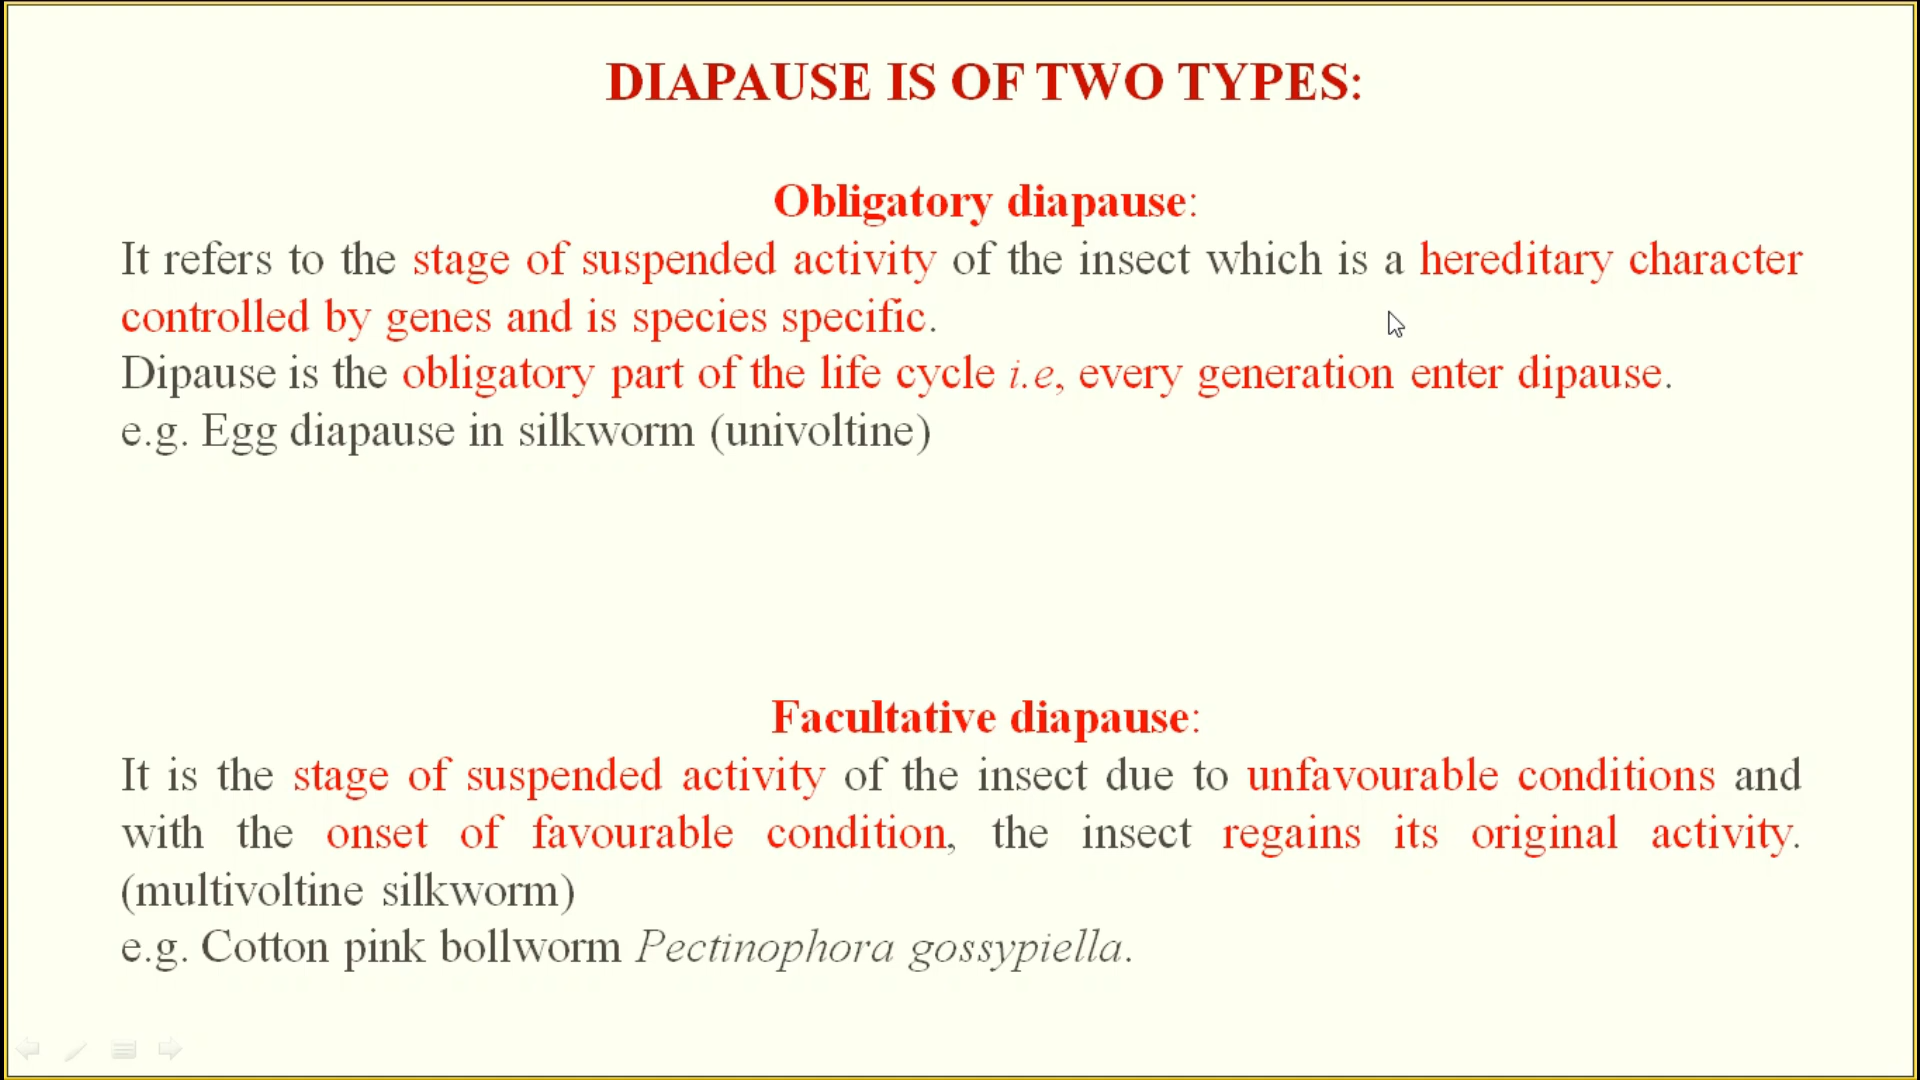 DIAPAUSE IS OF TWO TYPES:
Obligatory diapause:
It refers to the stage of suspended activity of the insect which is a hereditary character
controlled by genes and is species specific.
Dipause is the obligatory part of the life cycle i.e, every generation enter dipause.
e.g. Egg diapause in silkworm (univoltine)
Facultative diapause:
It is the stage of suspended activity of the insect due to unfavourable conditions and
with the onset of favourable condition, the insect regains its original activity.
(multivoltine silkworm)
e.g. Cotton pink bollworm Pectinophora gossypiella.